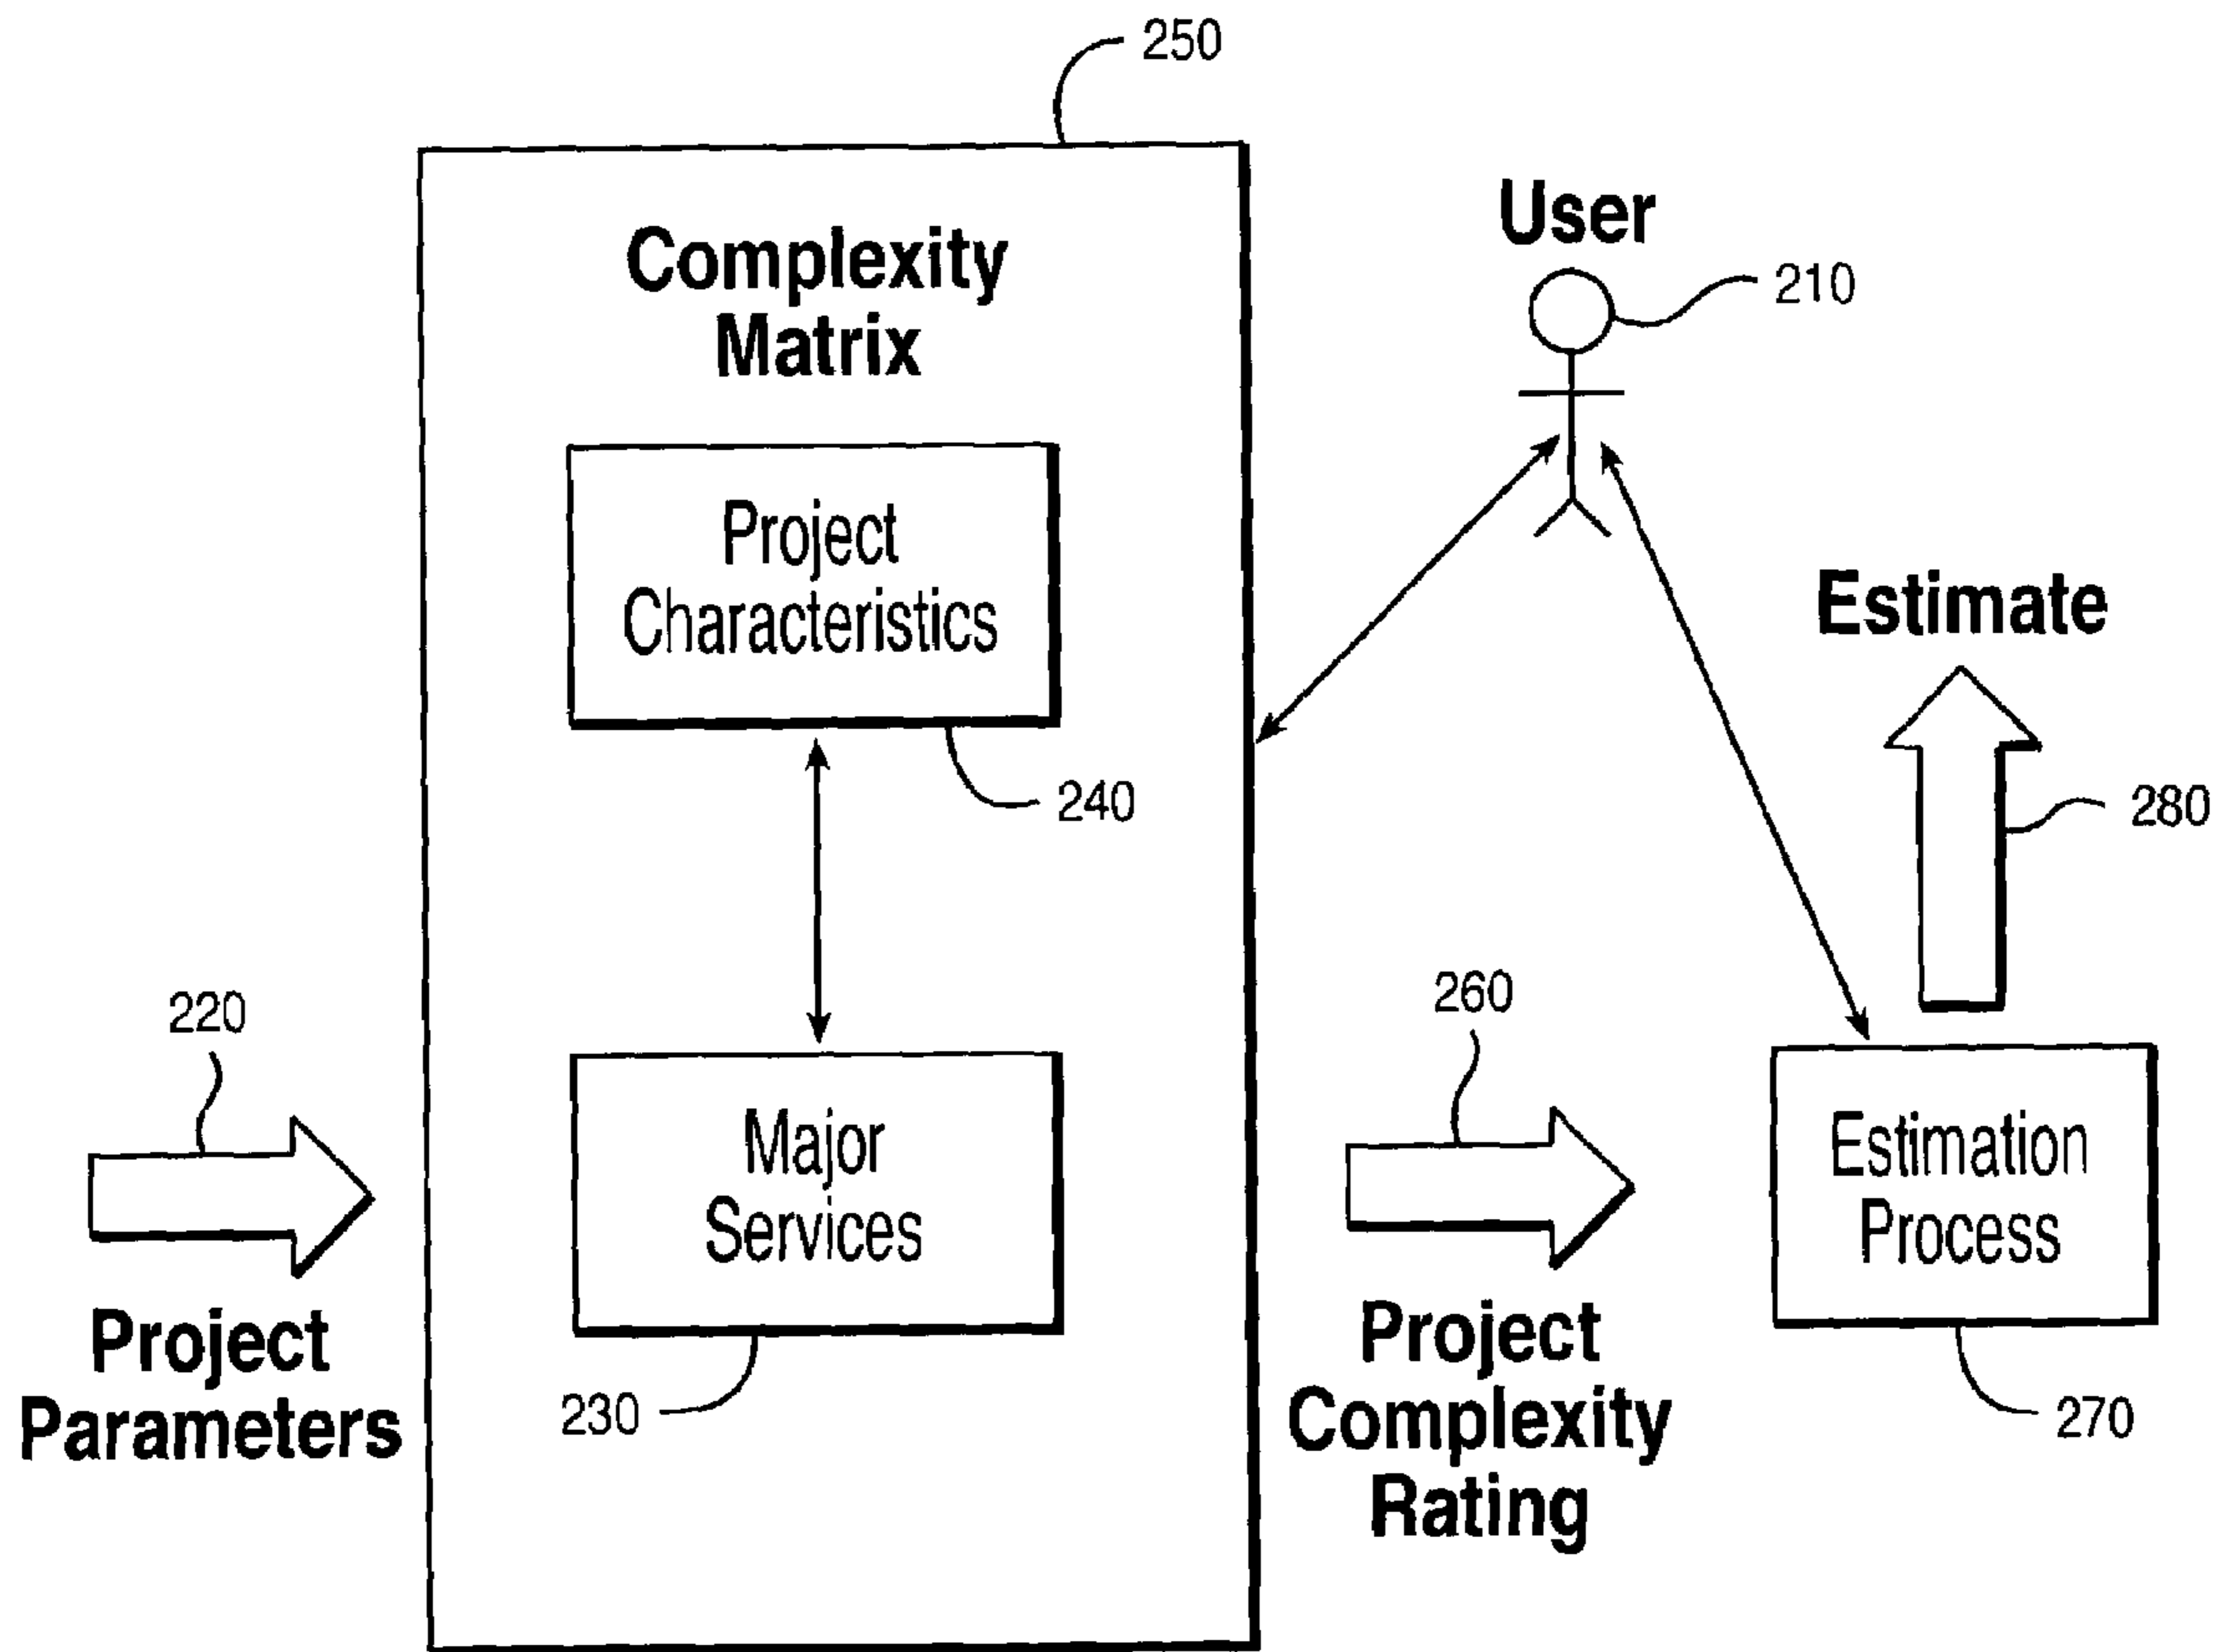 250
Complexity
Matrix
User
210
Project
Characteristics
240
Estimate
280
220
Project
Parameters
Major
Services
230
260
Project
Complexity
Rating
Estimation
Process
270